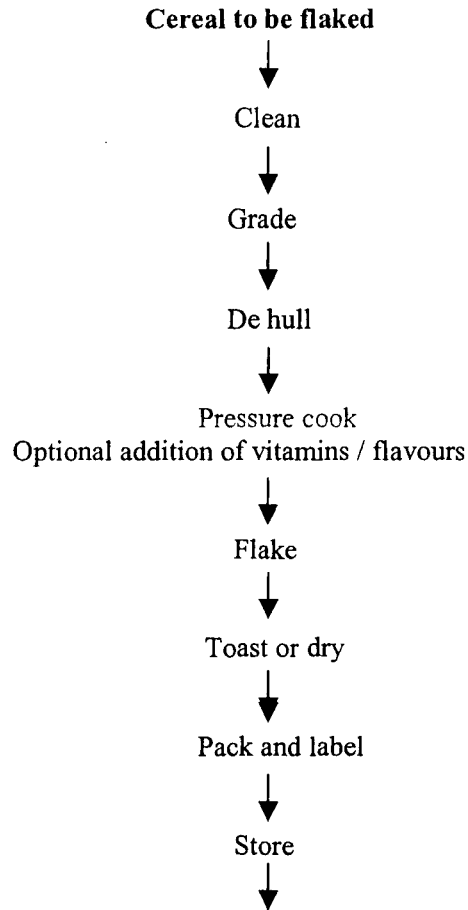 Cereal to be flaked
Clean
Grade
De hull
Pressure cook
Optional addition of vitamins / flavours
Flake
Toast or dry
Pack and label
Store